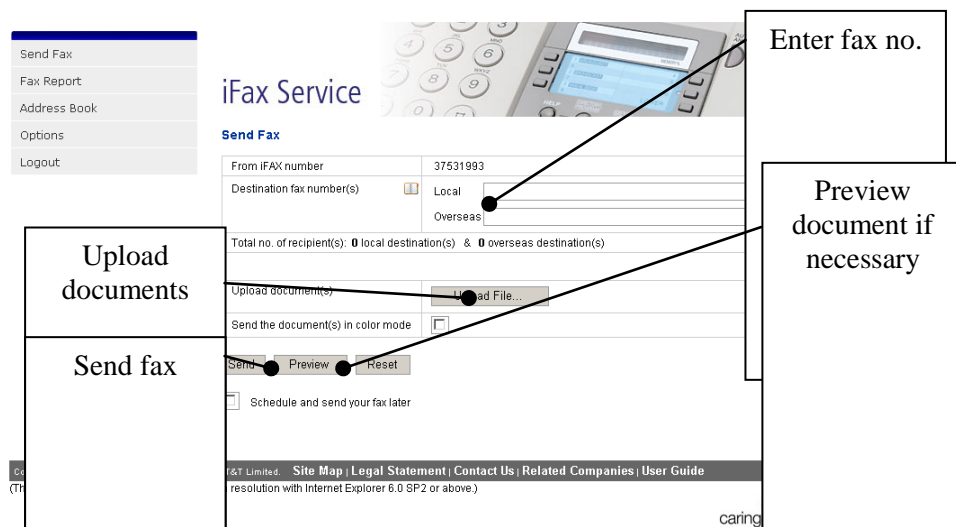 Send Fax
Fax Report
Address Book
Options
Logout
iFax Service
Send Fax
From iFAX number 37531993
Destination fax number(s) Local
Overseas
Total no. of recipient(s): 0 local destination(s) & 0 overseas destination(s)
Upload document(s) Upload File...
Send the document(s) in color mode
Send Preview Reset
Schedule and send your fax later
Enter fax no.
Preview
document if
necessary
Upload
documents
Send fax
T&T Limited. Site Map | Legal Statement | Contact Us | Related Companies | User Guide
resolution with Internet Explorer 6.0 SP2 or above.)
caring